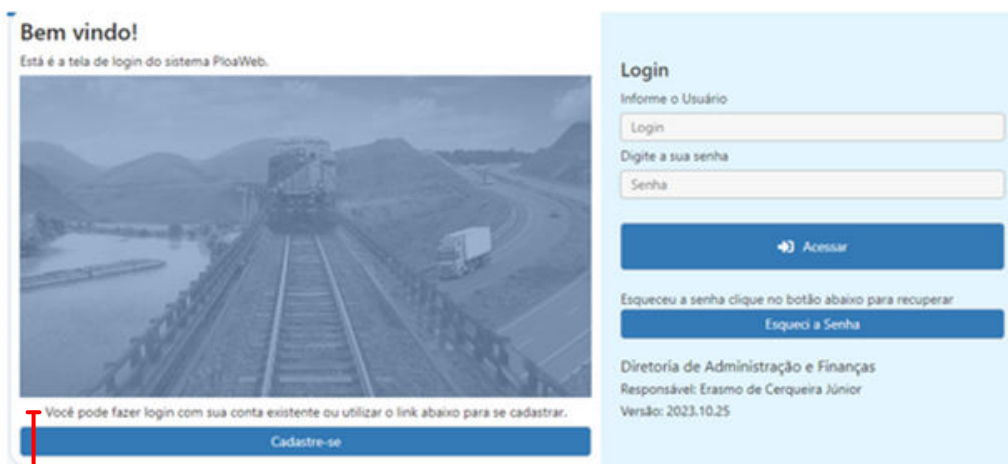 Bem vindo!
Está é a tela de login do sistema PloaWeb.
Você pode fazer login com sua conta existente ou utilizar o link abaixo para se cadastrar.
Cadastre-se
Login
Informe o Usuário
Login
Digite a sua senha
Senha
Acessar
Esqueceu a senha clique no botão abaixo para recuperar
Esqueci a Senha
Diretoria de Administração e Finanças
Responsável: Erasmo de Cerqueira Júnior
Versão: 2023.10.25